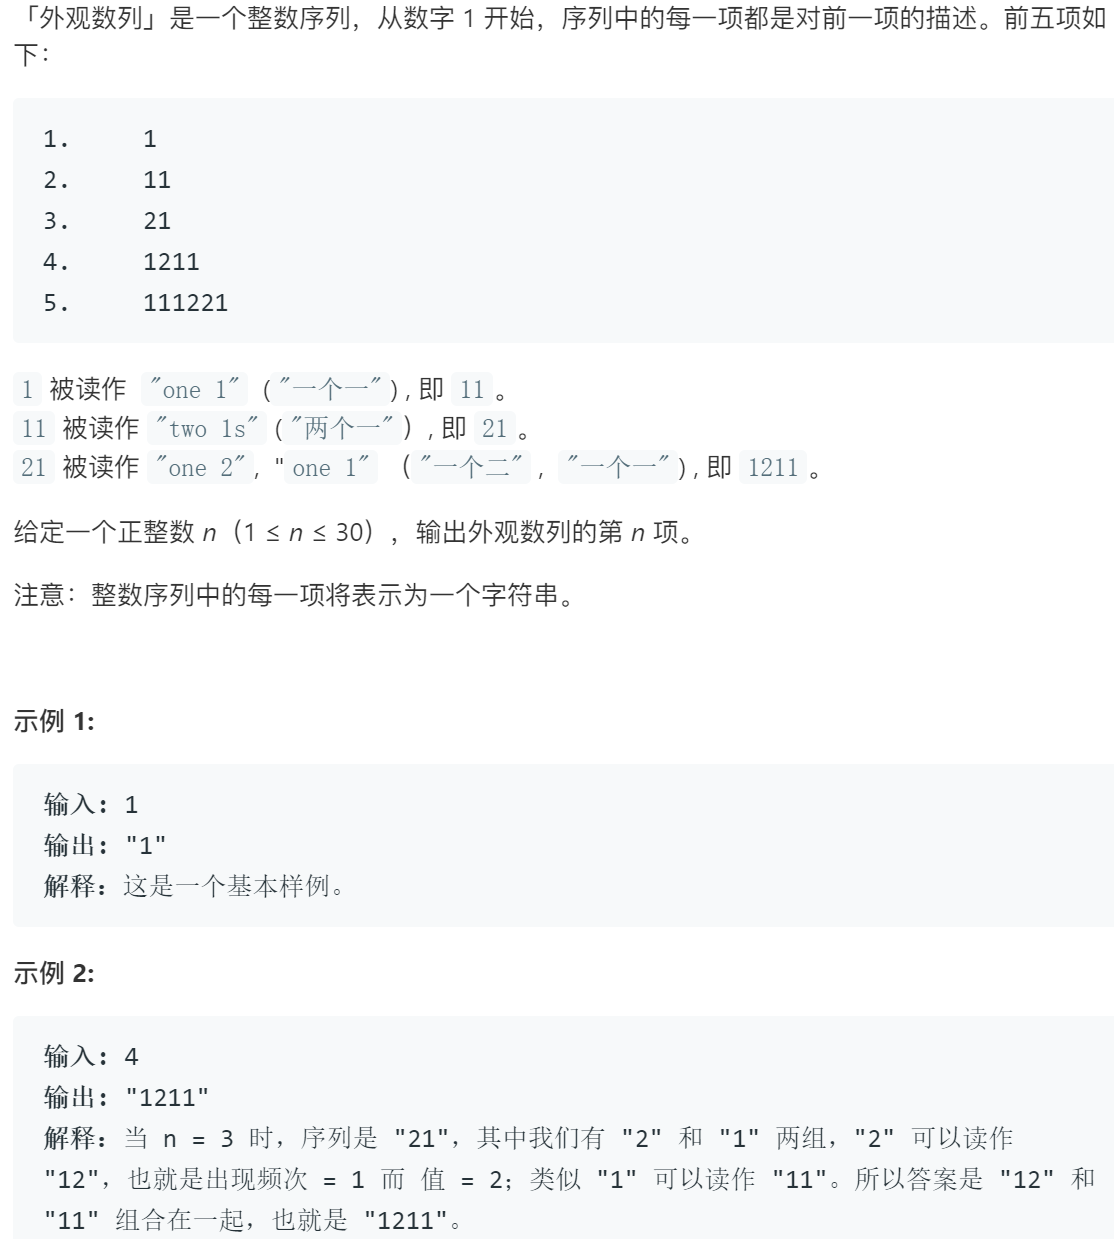 「外观数列」是一个整数序列，从数字 1 开始，序列中的每一项都是对前一项的描述。前五项如
下：
1.     1
2.     11
3.     21
4.     1211
5.     111221
1 被读作 "one 1" ("一个一") , 即 11 。
11 被读作 "two 1s" ("两个一"）, 即 21 。
21 被读作 "one 2", "one 1" （"一个二" , "一个一") , 即 1211 。
给定一个正整数 n（1 ≤ n ≤ 30），输出外观数列的第 n 项。
注意：整数序列中的每一项将表示为一个字符串。
示例 1:
输入: 1
输出: "1"
解释：这是一个基本样例。
示例 2:
输入: 4
输出: "1211"
解释：当 n = 3 时，序列是 "21"，其中我们有 "2" 和 "1" 两组，"2" 可以读作
"12"，也就是出现频次 = 1 而 值 = 2；类似 "1" 可以读作 "11"。所以答案是 "12" 和
"11" 组合在一起，也就是 "1211"。